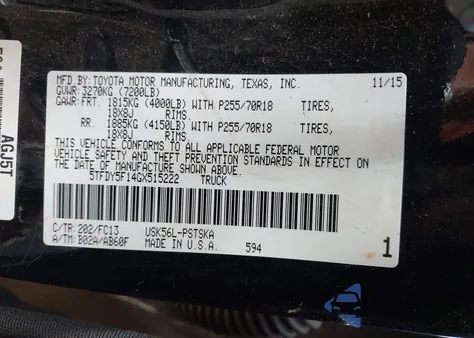 MFD.BY: TOYOTA MOTOR MANUFACTURING, TEXAS, INC. 11/15
GVWR: 3270KG (7200LB)
GAWR: FRT. 1815KG (4000LB) WITH P255/70R18 TIRES,
18X8J RIMS.
RR. 1885KG (4150LB) WITH P255/70R18 TIRES,
18X8J RIMS.
THIS VEHICLE CONFORMS TO ALL APPLICABLE FEDERAL MOTOR
VEHICLE SAFETY AND THEFT PREVENTION STANDARDS IN EFFECT ON
THE DATE OF MANUFACTURE SHOWN ABOVE.
5TFDY5F14GX515222 TRUCK
C/TR: 202/FC13 USK56L-PSTSKA
A/TM: B02A/AB60F MADE IN U.S.A. 594
1
AGJ5T